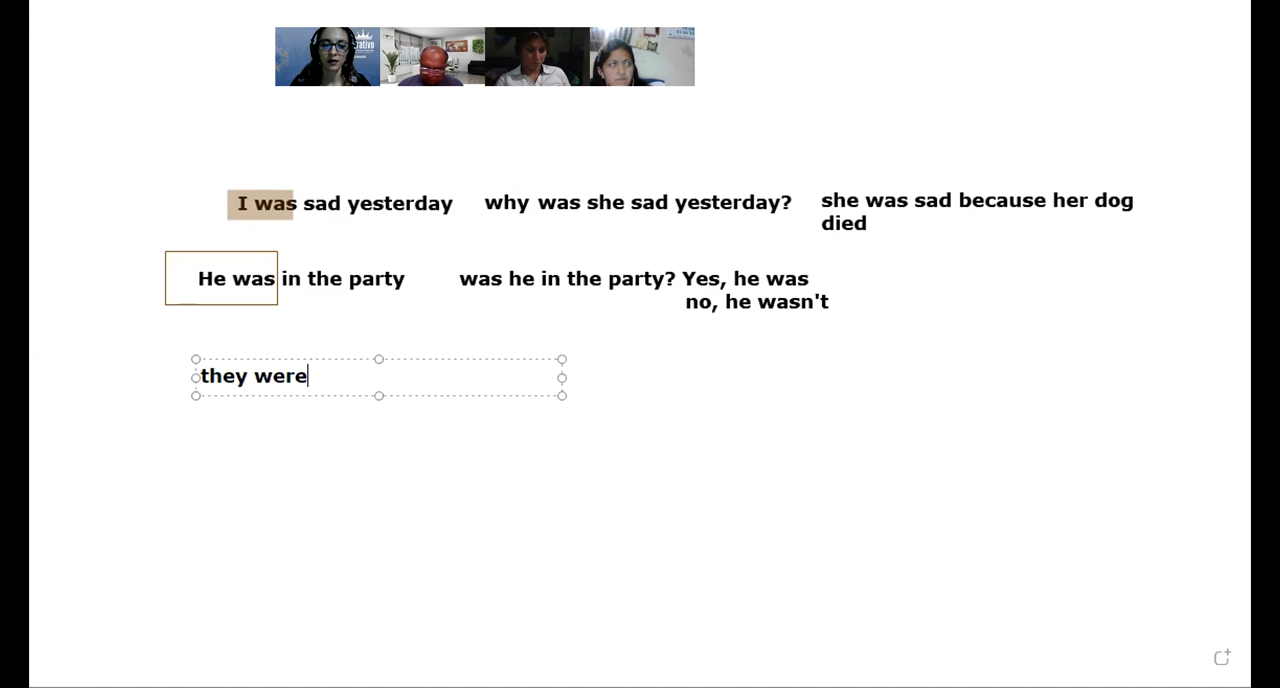 rativo
I was sad yesterday why was she sad yesterday? she was sad because her dog
died
He was in the party was he in the party? Yes, he was
no, he wasn't
they were